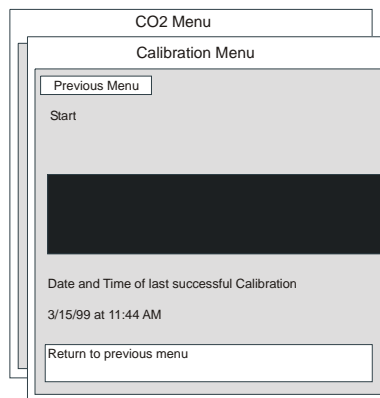 CO2 Menu
Calibration Menu
Previous Menu
Start
Date and Time of last successful Calibration
3/15/99 at 11:44 AM
Return to previous menu